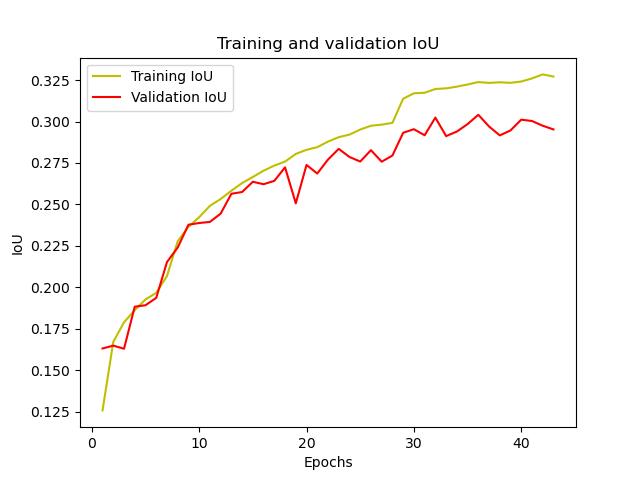 Training and validation IoU
Training IoU
Validation IoU
0.325
0.300
0.275
0.250
0.225
0.200
0.175
0.150
0.125
IoU
0 10 20 30 40
Epochs